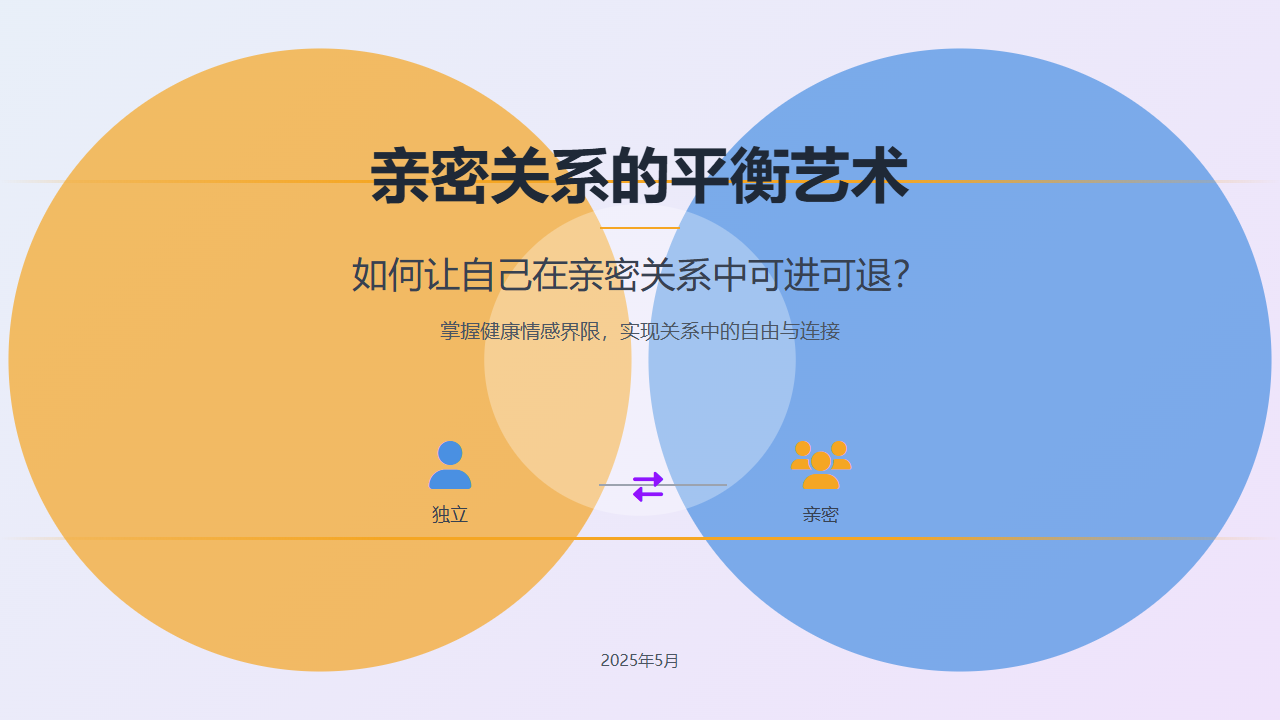 亲密关系的平衡艺术
如何让自己在亲密关系中可进可退？
掌握健康情感界限，实现关系中的自由与连接
独立
亲密
2025年5月